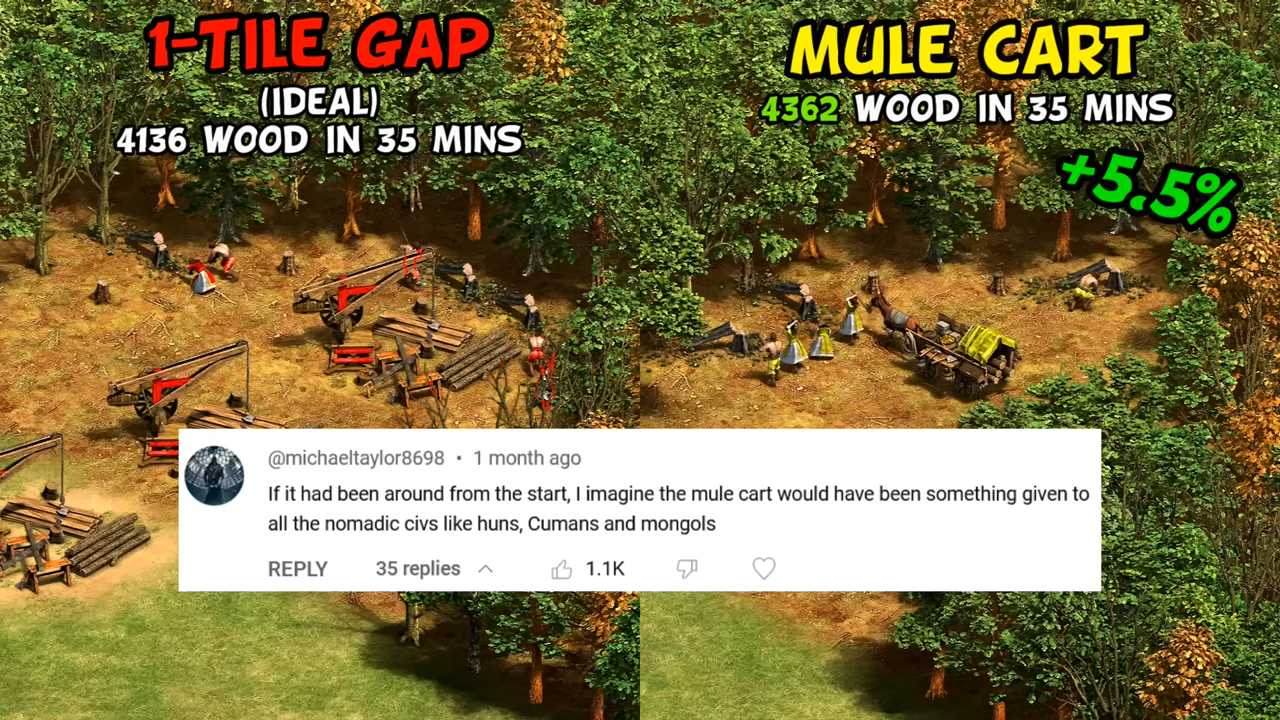 1-TILE GAP
(IDEAL)
4136 WOOD IN 35 MINS
MULE CART
4362 WOOD IN 35 MINS
+5.5%
@michaeltaylor8698 • 1 month ago
If it had been around from the start, I imagine the mule cart would have been something given to
all the nomadic civs like huns, Cumans and mongols
REPLY 35 replies 1.1K